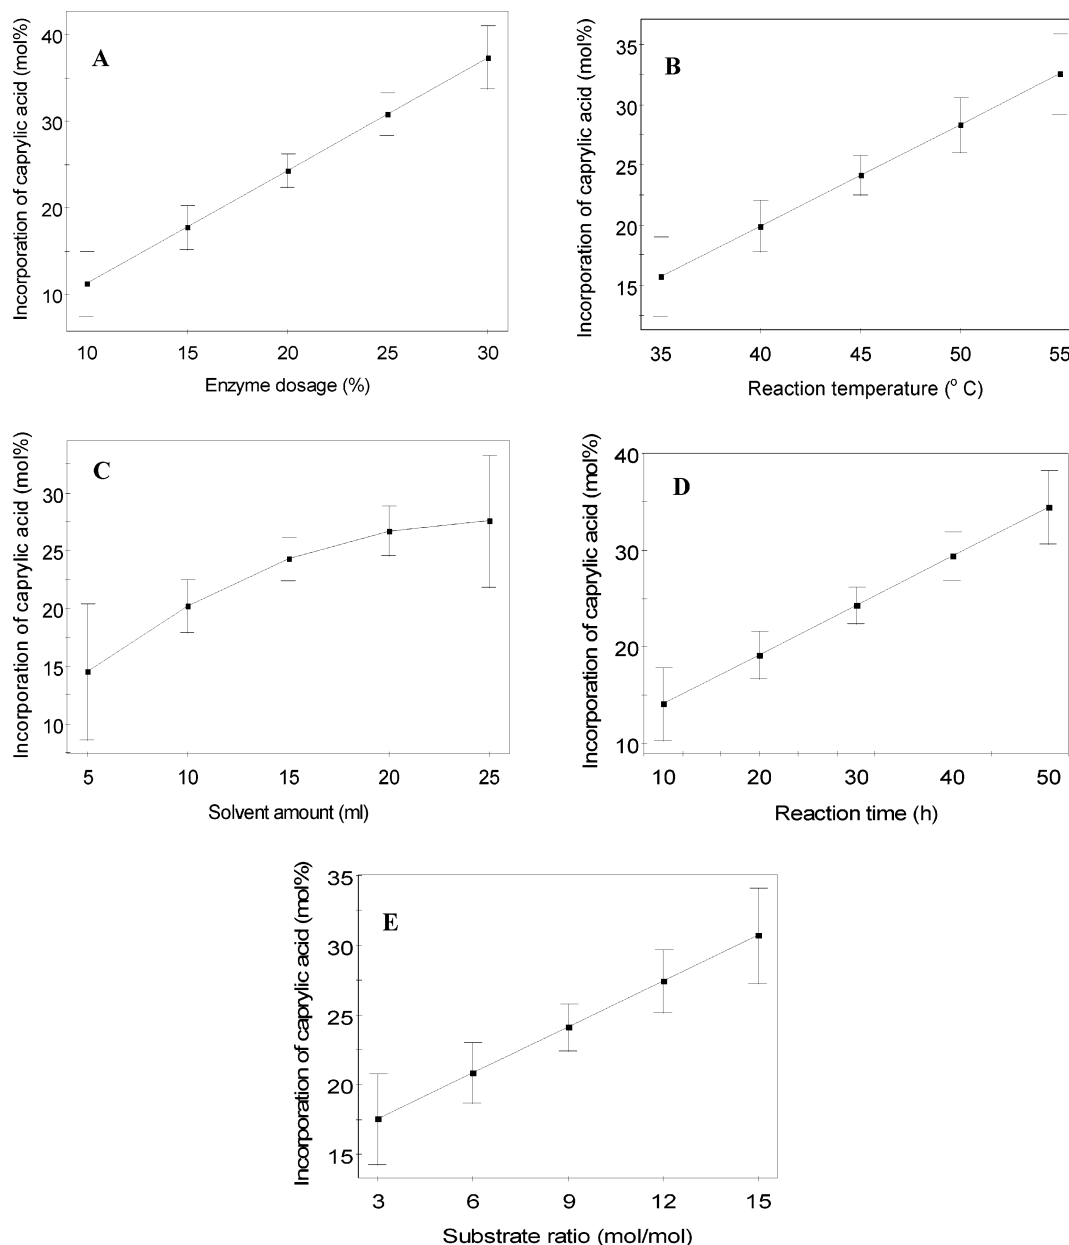 A
Incorporation of caprylic acid (mol%)
40
30
20
10
10 15 20 25 30
Enzyme dosage (%)
B
Incorporation of caprylic acid (mol%)
35
30
25
20
15
35 40 45 50 55
Reaction temperature (° C)
C
Incorporation of caprylic acid (mol%)
30
25
20
15
10
5 10 15 20 25
Solvent amount (ml)
D
Incorporation of caprylic acid (mol%)
40
30
20
10
10 20 30 40 50
Reaction time (h)
E
Incorporation of caprylic acid (mol%)
35
30
25
20
15
3 6 9 12 15
Substrate ratio (mol/mol)